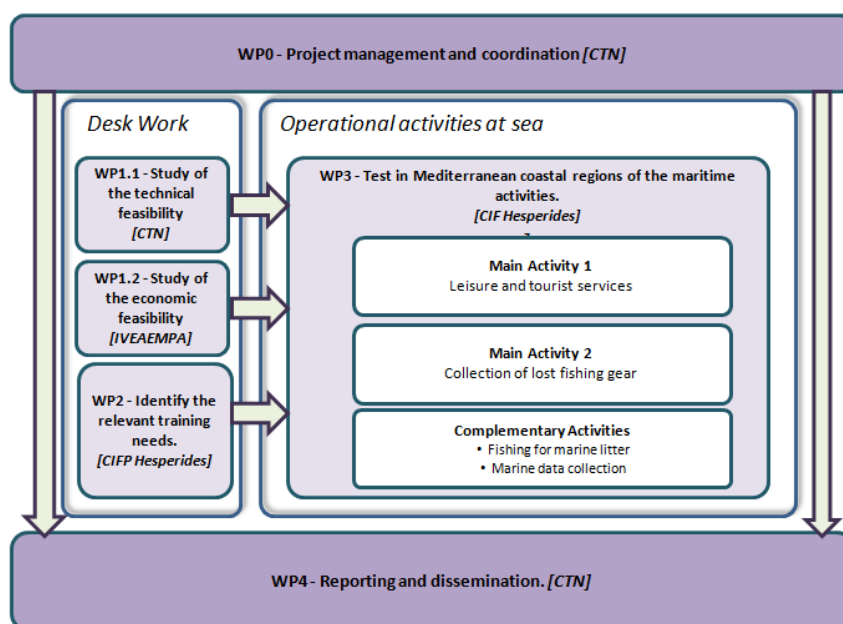 WP0 - Project management and coordination [CTN]
Desk Work
WP1.1 - Study of
the technical
feasibility
[CTN]
WP1.2 - Study of
the economic
feasibility
[IVEAEMPA]
WP2 - Identify the
relevant training
needs.
[CIFP Hesperides]
Operational activities at sea
WP3 - Test in Mediterranean coastal regions of the maritime
activities.
[CIF Hesperides]
Main Activity 1
Leisure and tourist services
Main Activity 2
Collection of lost fishing gear
Complementary Activities
• Fishing for marine litter
• Marine data collection
WP4 - Reporting and dissemination. [CTN]